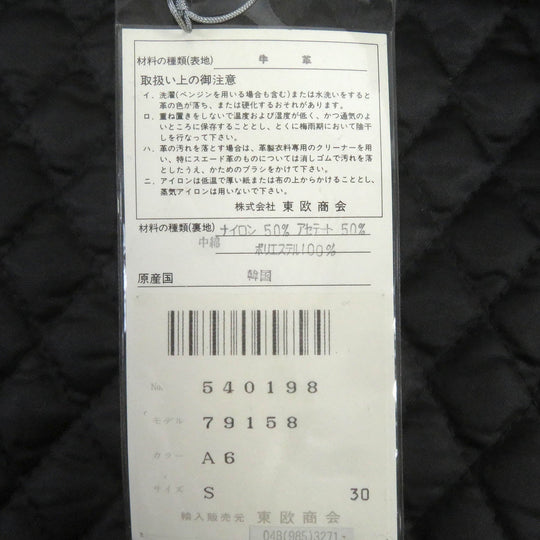 材料の種類(表地) 牛革
取扱い上の御注意
イ．洗濯(ベンジンを用いる場合も含む)または水洗いをすると
革の色が落ち、または硬化するおそれがあります。
ロ．重ね置きをしないで温度および湿度が低く、かつ通気のよ
いところに保存することとし、とくに梅雨期において陰干
しを行なって下さい。
ハ．革の汚れを落とす場合は、革製衣料専用のクリーナーを用
い、特にスエード革のものについては消しゴムで汚れを落
としたうえ、かためのブラシをかけて下さい。
ニ．アイロンは低温で厚い紙または布の上からかけることとし、
蒸気アイロンは用いないで下さい。
株式会社 東欧商会
材料の種類(裏地) ナイロン 50% アセテート 50%
中綿 ポリエステル100%
原産国 韓国
No. 540198
モデル 79158
カラー A6
サイズ S 30
輸入販売元 東欧商会
048(985)3271